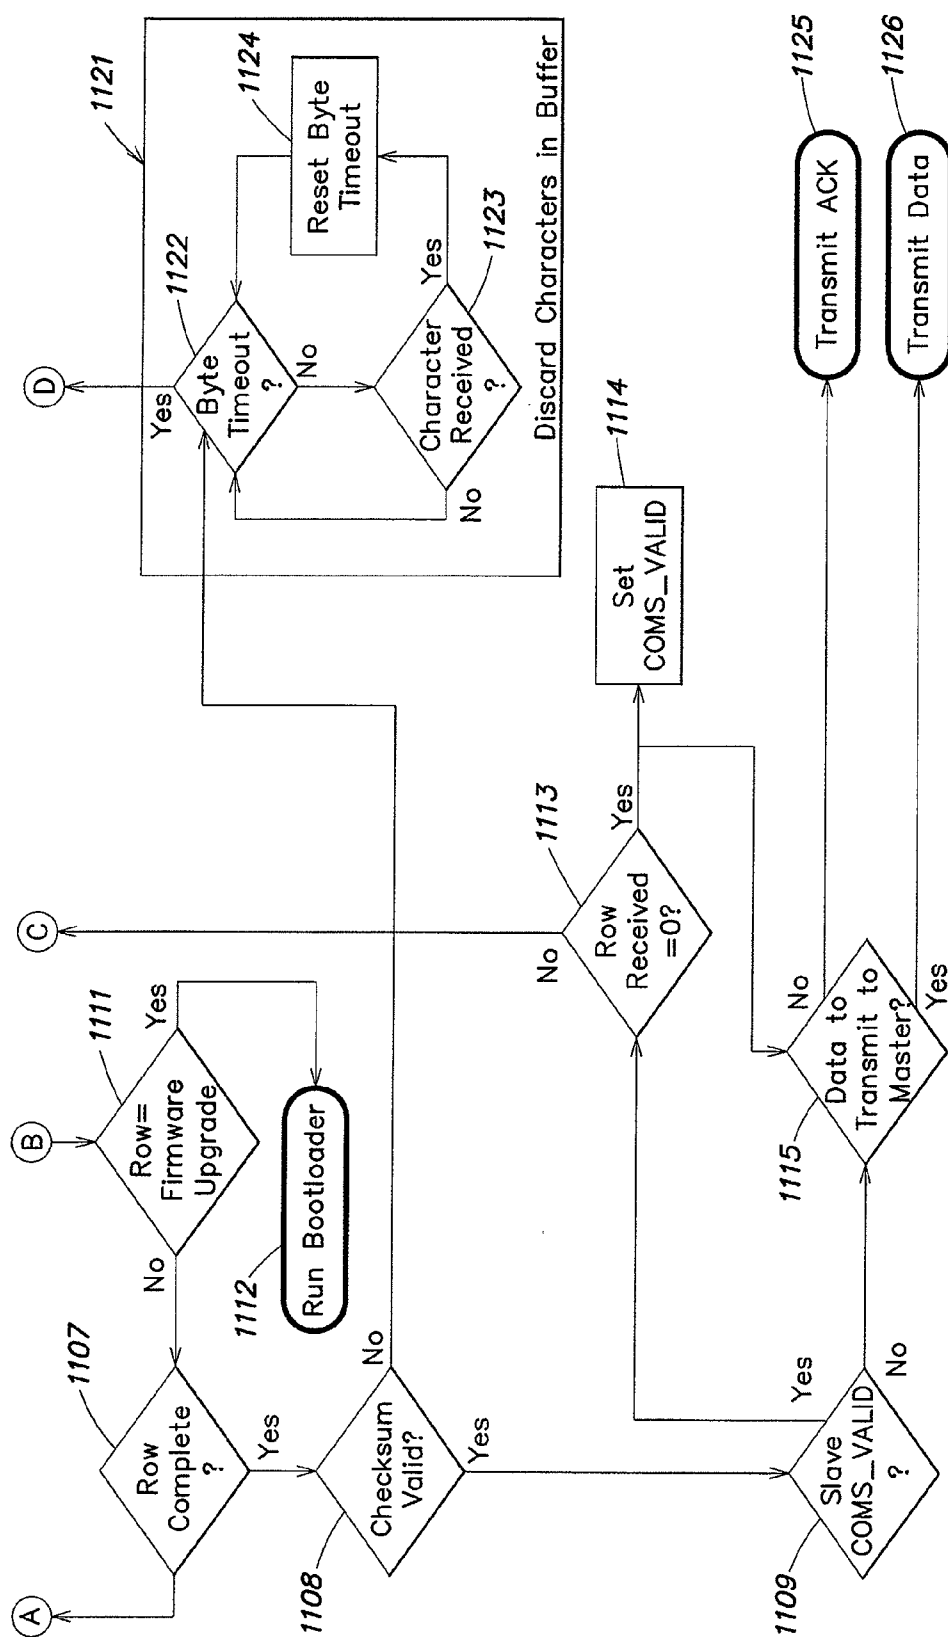 A
B
C
D
1107
Row
Complete
?
Yes
No
1111
Row=
Firmware
Upgrade
Yes
1112
Run Bootloader
1108
Checksum
Valid?
No
Yes
1109
Slave
COMS_VALID
?
Yes
No
1113
Row
Received
=0?
No
Yes
1114
Set
COMS_VALID
1115
Data to
Transmit to
Master?
No
Yes
1121
1122
Byte
Timeout
?
Yes
No
1123
Character
Received
?
No
Yes
1124
Reset Byte
Timeout
Discard Characters in Buffer
1125
Transmit ACK
1126
Transmit Data